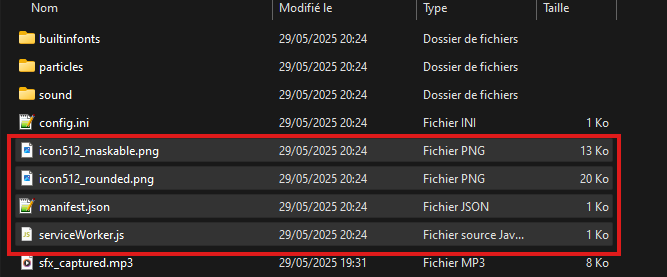 Nom Modifié le Type Taille
builtinfonts 29/05/2025 20:24 Dossier de fichiers
particles 29/05/2025 20:24 Dossier de fichiers
sound 29/05/2025 20:24 Dossier de fichiers
config.ini 29/05/2025 20:24 Fichier INI 1 Ko
icon512_maskable.png 29/05/2025 20:24 Fichier PNG 13 Ko
icon512_rounded.png 29/05/2025 20:24 Fichier PNG 20 Ko
manifest.json 29/05/2025 20:24 Fichier JSON 1 Ko
serviceWorker.js 29/05/2025 20:24 Fichier source Jav... 1 Ko
sfx_captured.mp3 29/05/2025 19:31 Fichier MP3 8 Ko